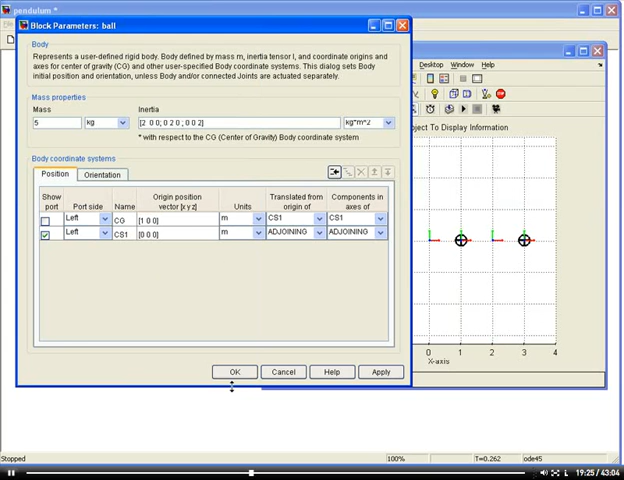 pendulum *
Block Parameters: ball
Body
Represents a user-defined rigid body. Body defined by mass m, inertia tensor I, and coordinate origins and
axes for center of gravity (CG) and other user-specified Body coordinate systems. This dialog sets Body
initial position and orientation, unless Body and/or connected Joints are actuated separately.
Mass properties
Mass
Inertia
5
kg
[2 0 0; 0 2 0 ; 0 0 2]
kg*m^2
* with respect to the CG (Center of Gravity) Body coordinate system
Body coordinate systems
Position
Orientation
Show port
Port side
Name
Origin position vector [x y z]
Units
Translated from origin of
Components in axes of
Left
CG
[1 0 0]
m
CS1
CS1
Left
CS1
[0 0 0]
m
ADJOINING
ADJOINING
OK
Cancel
Help
Apply
Desktop
Window
Help
bject To Display Information
0
1
2
3
4
X-axis
Stopped
100%
T=0.262
ode45
19:25 / 43:04